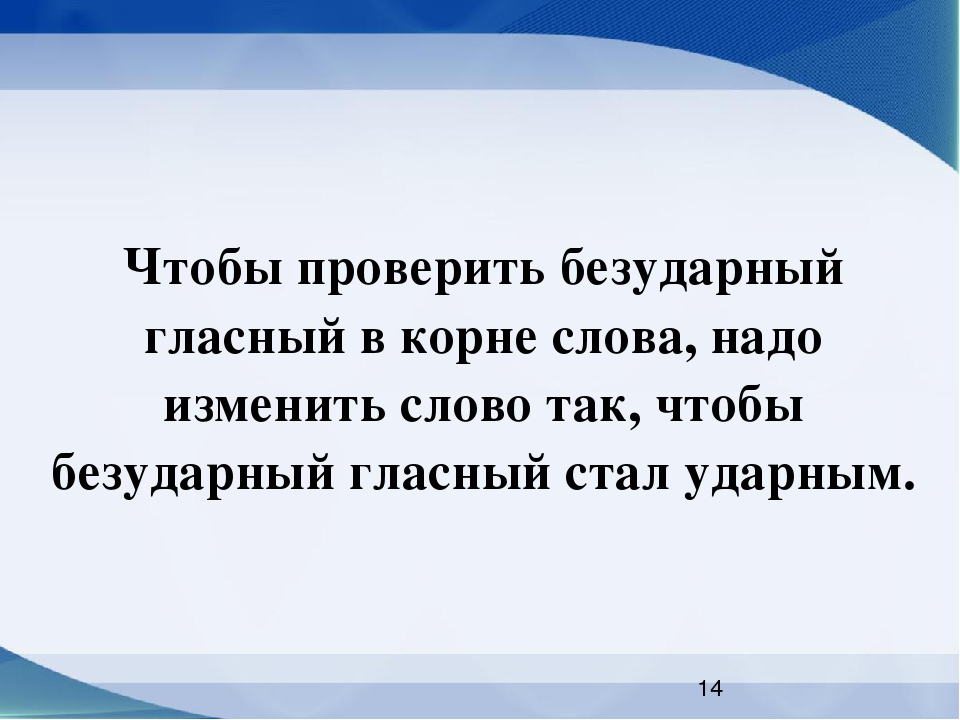 Чтобы проверить безударный
гласный в корне слова, надо
изменить слово так, чтобы
безударный гласный стал ударным.
14